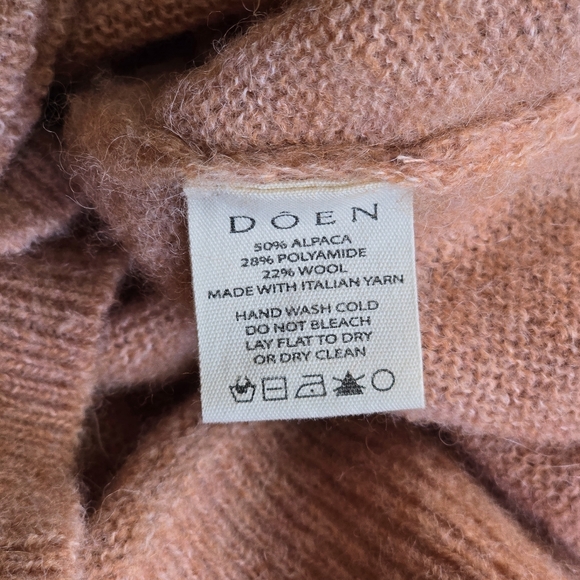 DÔEN
50% ALPACA
28% POLYAMIDE
22% WOOL
MADE WITH ITALIAN YARN
HAND WASH COLD
DO NOT BLEACH
LAY FLAT TO DRY
OR DRY CLEAN